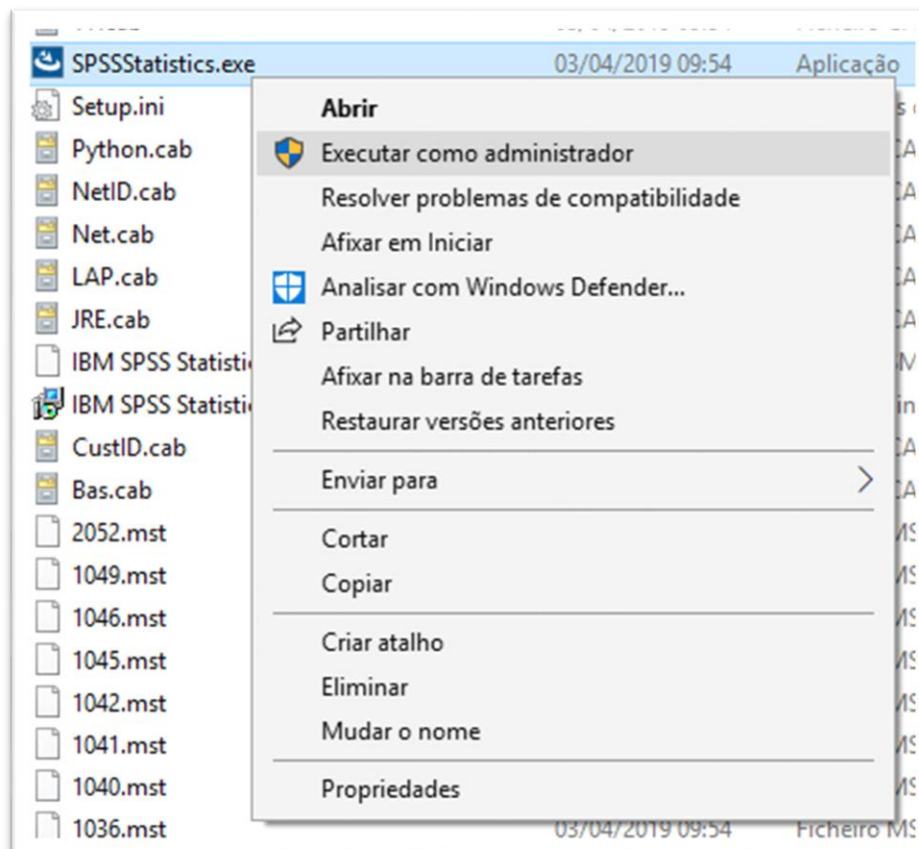 SPSSStatistics.exe 03/04/2019 09:54 Aplicação
Setup.ini
Python.cab
NetID.cab
Net.cab
LAP.cab
JRE.cab
IBM SPSS Statisti
IBM SPSS Statisti
CustID.cab
Bas.cab
2052.mst
1049.mst
1046.mst
1045.mst
1042.mst
1041.mst
1040.mst
1036.mst 03/04/2019 09:54 Ficheiro MS
Abrir
Executar como administrador
Resolver problemas de compatibilidade
Afixar em Iniciar
Analisar com Windows Defender...
Partilhar
Afixar na barra de tarefas
Restaurar versões anteriores
Enviar para
Cortar
Copiar
Criar atalho
Eliminar
Mudar o nome
Propriedades